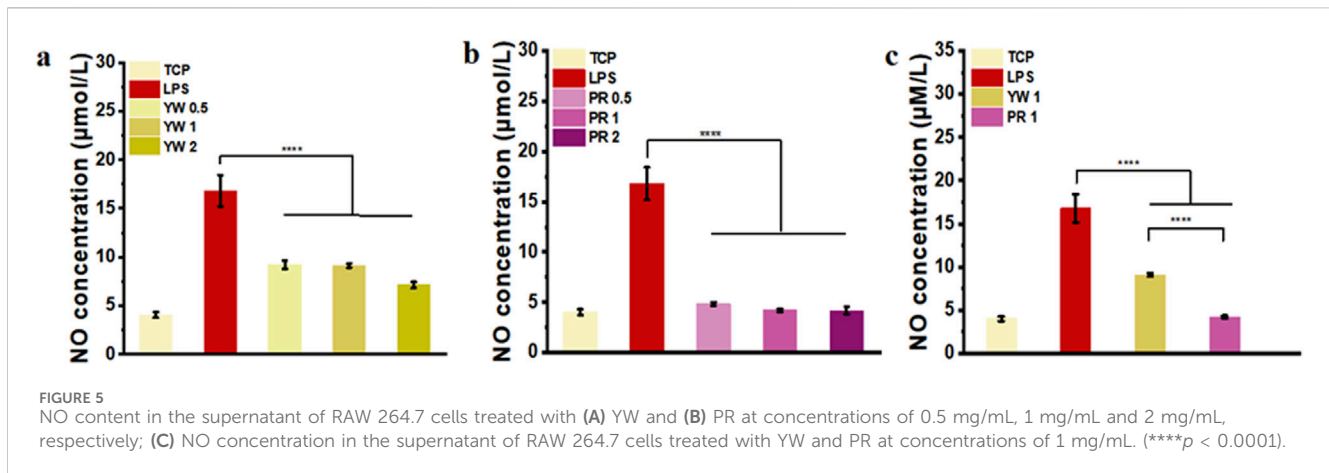 a
NO concentration (μmol/L)
30
25
20
15
10
5
0
TCP
LPS
YW 0.5
YW 1
YW 2
****
b
NO concentration (μmol/L)
30
25
20
15
10
5
0
TCP
LPS
PR 0.5
PR 1
PR 2
****
c
NO concentration (μM/L)
35
30
25
20
15
10
5
0
TCP
LPS
YW 1
PR 1
****
****
FIGURE 5
NO content in the supernatant of RAW 264.7 cells treated with (A) YW and (B) PR at concentrations of 0.5 mg/mL, 1 mg/mL and 2 mg/mL,
respectively; (C) NO concentration in the supernatant of RAW 264.7 cells treated with YW and PR at concentrations of 1 mg/mL. (****p < 0.0001).